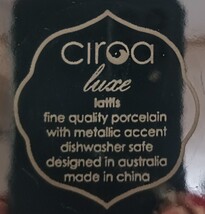 ciroa
luxe
lattis
fine quality porcelain
with metallic accent
dishwasher safe
designed in australia
made in china